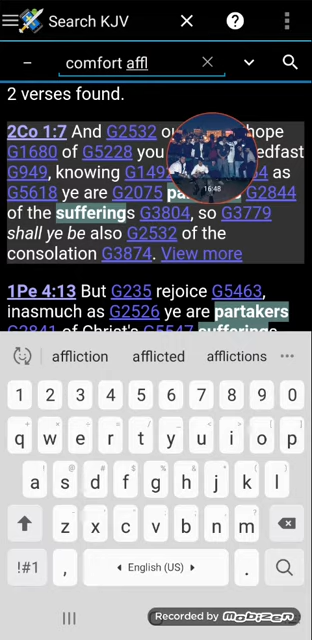 Search KJV
comfort affl
2 verses found.
2Co 1:7 And G2532 hope
G1680 of G5228 you edfast
G949, knowing as
G5618 ye are G2075 G2844
of the sufferings G3804, so G3779
shall ye be also G2532 of the
consolation G3874. View more
16:48
1Pe 4:13 But G235 rejoice G5463,
inasmuch as G2526 ye are partakers
G2841 of Christ's G5547 sufferings
affliction afflicted afflictions
1 2 3 4 5 6 7 8 9 0
q w e r t y u i o p
a s d f g h j k l
z x c v b n m
!#1 , English (US) .
Recorded by mobizen